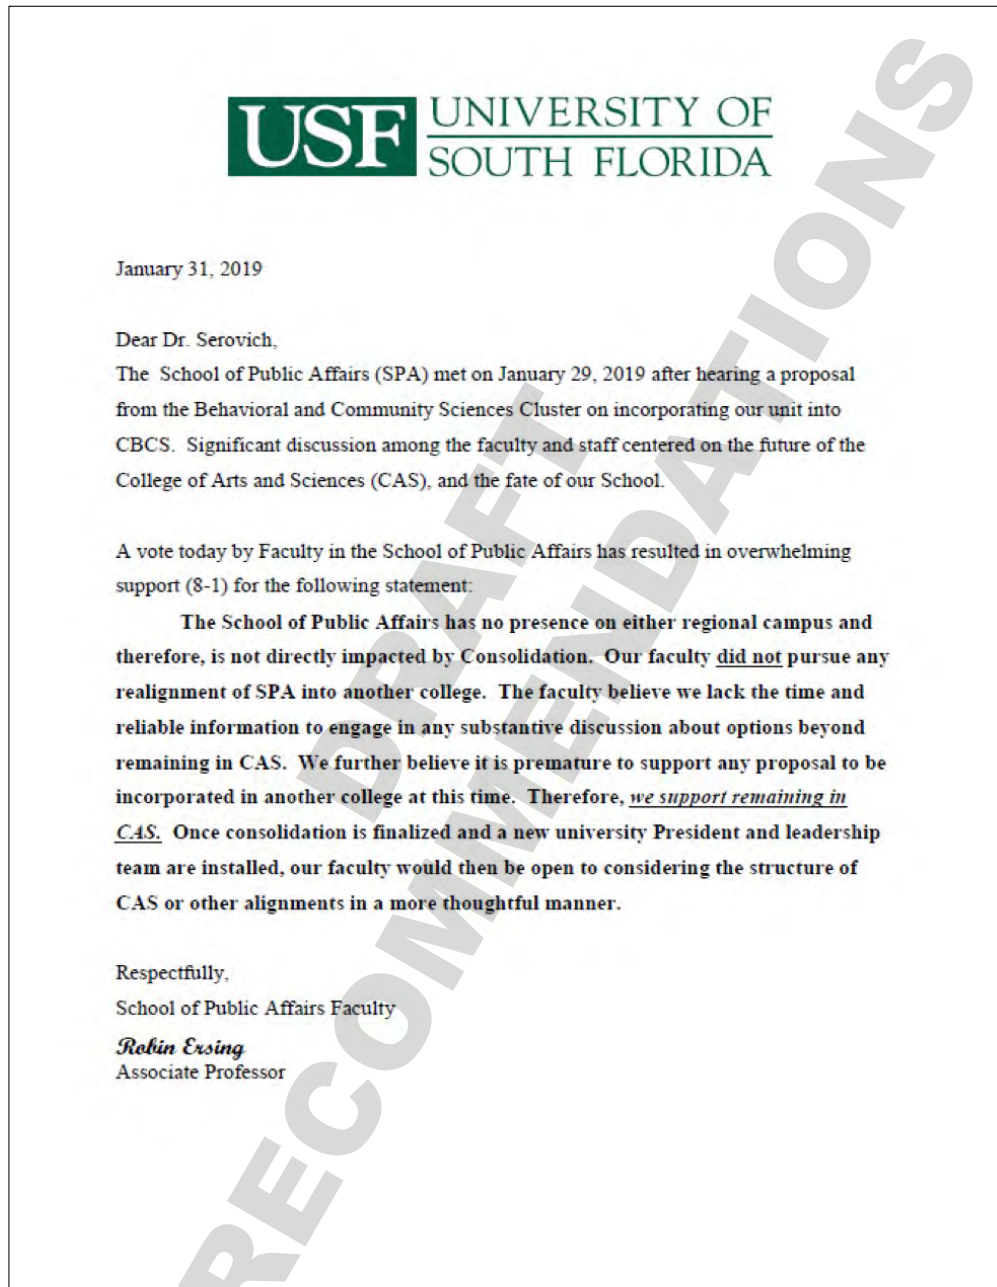 USF UNIVERSITY OF
SOUTH FLORIDA
January 31, 2019
Dear Dr. Serovich,
The School of Public Affairs (SPA) met on January 29, 2019 after hearing a proposal
from the Behavioral and Community Sciences Cluster on incorporating our unit into
CBCS. Significant discussion among the faculty and staff centered on the future of the
College of Arts and Sciences (CAS), and the fate of our School.
A vote today by Faculty in the School of Public Affairs has resulted in overwhelming
support (8-1) for the following statement:
The School of Public Affairs has no presence on either regional campus and
therefore, is not directly impacted by Consolidation. Our faculty did not pursue any
realignment of SPA into another college. The faculty believe we lack the time and
reliable information to engage in any substantive discussion about options beyond
remaining in CAS. We further believe it is premature to support any proposal to be
incorporated in another college at this time. Therefore, we support remaining in
CAS. Once consolidation is finalized and a new university President and leadership
team are installed, our faculty would then be open to considering the structure of
CAS or other alignments in a more thoughtful manner.
Respectfully,
School of Public Affairs Faculty
Robin Ersing
Associate Professor
DRAFT
RECOMMENDATIONS